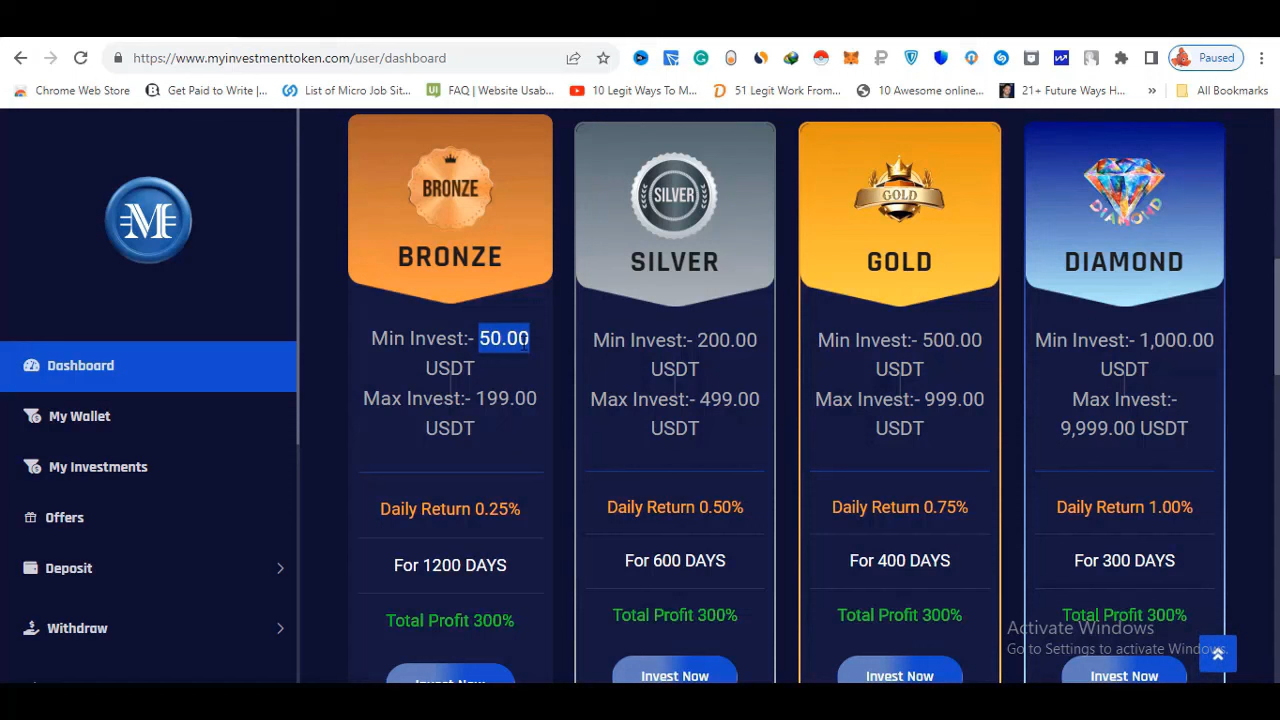 https://www.myinvestmenttoken.com/user/dashboard
Paused
Chrome Web Store
Get Paid to Write |...
List of Micro Job Sit...
FAQ | Website Usab...
10 Legit Ways To M...
51 Legit Work From...
10 Awesome online...
21+ Future Ways H...
»
All Bookmarks
M
Dashboard
My Wallet
My Investments
Offers
Deposit
Withdraw
BRONZE
BRONZE
Min Invest:- 50.00
USDT
Max Invest:- 199.00
USDT
Daily Return 0.25%
For 1200 DAYS
Total Profit 300%
Invest Now
SILVER
SILVER
Min Invest:- 200.00
USDT
Max Invest:- 499.00
USDT
Daily Return 0.50%
For 600 DAYS
Total Profit 300%
Invest Now
GOLD
GOLD
Min Invest:- 500.00
USDT
Max Invest:- 999.00
USDT
Daily Return 0.75%
For 400 DAYS
Total Profit 300%
Invest Now
DIAMOND
DIAMOND
Min Invest:- 1,000.00
USDT
Max Invest:-
9,999.00 USDT
Daily Return 1.00%
For 300 DAYS
Total Profit 300%
Invest Now
Activate Windows
Go to Settings to activate Windows.